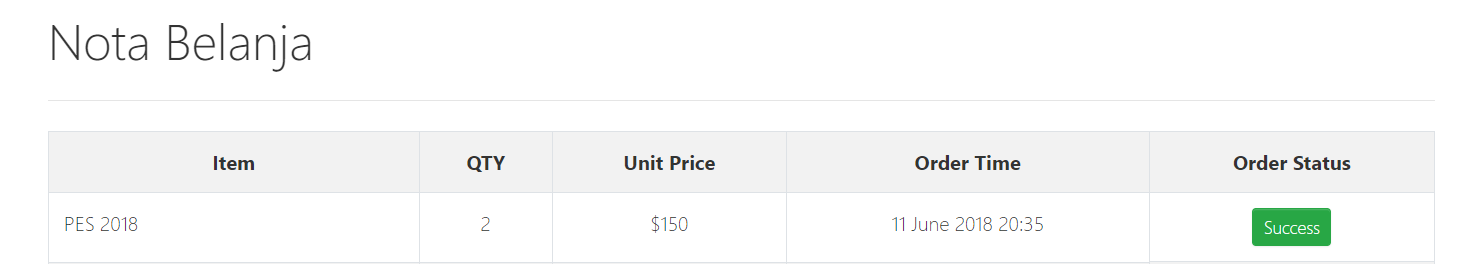 Nota Belanja
Item QTY Unit Price Order Time Order Status
PES 2018 2 $150 11 June 2018 20:35 Success